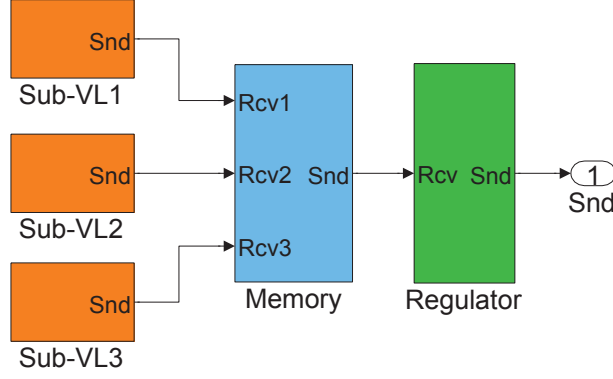 Snd
Sub-VL1
Snd
Sub-VL2
Snd
Sub-VL3
Rcv1
Rcv2
Snd
Rcv3
Memory
Rcv
Snd
Regulator
1
Snd